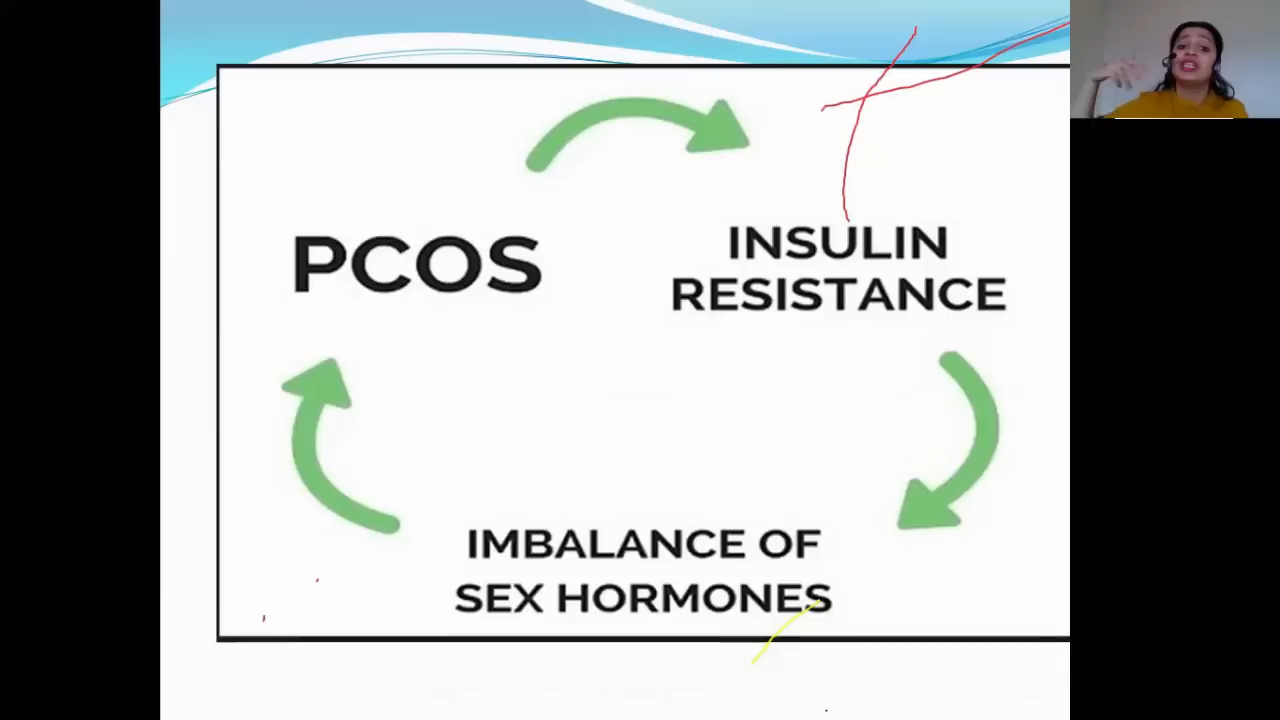 PCOS
INSULIN
RESISTANCE
IMBALANCE OF
SEX HORMONES